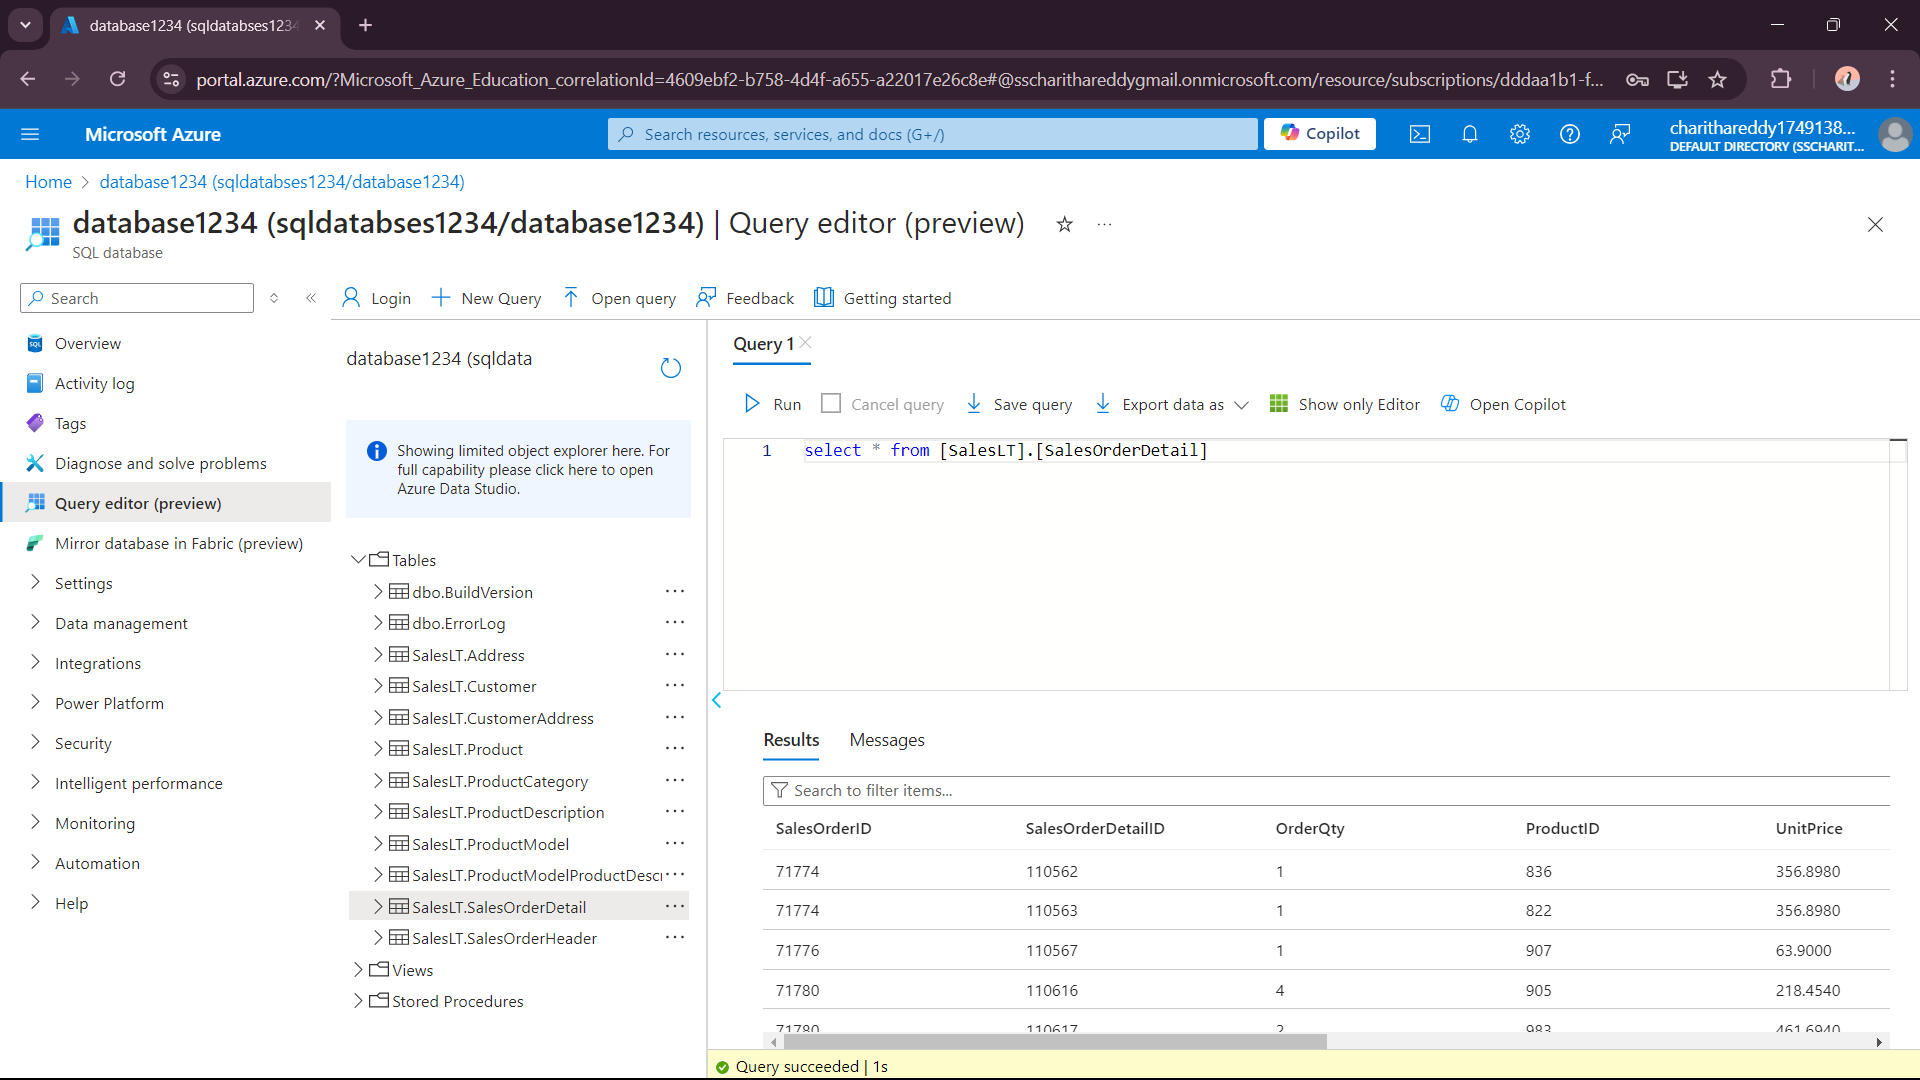 database1234 (sqldatabses1234
portal.azure.com/?Microsoft_Azure_Education_correlationId=4609ebf2-b758-4d4f-a655-a22017e26c8e#@sscharithareddygmail.onmicrosoft.com/resource/subscriptions/dddaa1b1-f...
Microsoft Azure
Search resources, services, and docs (G+/)
Copilot
charithareddy1749138...
DEFAULT DIRECTORY (SSCHARIT...
Home > database1234 (sqldatabses1234/database1234)
database1234 (sqldatabses1234/database1234) | Query editor (preview) ☆ ...
SQL database
Search
Login
New Query
Open query
Feedback
Getting started
Overview
Activity log
Tags
Diagnose and solve problems
Query editor (preview)
Mirror database in Fabric (preview)
Settings
Data management
Integrations
Power Platform
Security
Intelligent performance
Monitoring
Automation
Help
database1234 (sqldata
Showing limited object explorer here. For
full capability please click here to open
Azure Data Studio.
Tables
dbo.BuildVersion ...
dbo.ErrorLog ...
SalesLT.Address ...
SalesLT.Customer ...
SalesLT.CustomerAddress ...
SalesLT.Product ...
SalesLT.ProductCategory ...
SalesLT.ProductDescription ...
SalesLT.ProductModel ...
SalesLT.ProductModelProductDescr ...
SalesLT.SalesOrderDetail ...
SalesLT.SalesOrderHeader ...
Views
Stored Procedures
Query 1
Run
Cancel query
Save query
Export data as
Show only Editor
Open Copilot
1 select * from [SalesLT].[SalesOrderDetail]
Results Messages
Search to filter items...
SalesOrderID SalesOrderDetailID OrderQty ProductID UnitPrice
71774 110562 1 836 356.8980
71774 110563 1 822 356.8980
71776 110567 1 907 63.9000
71780 110616 4 905 218.4540
71780 110617 2 983 461.6940
Query succeeded | 1s